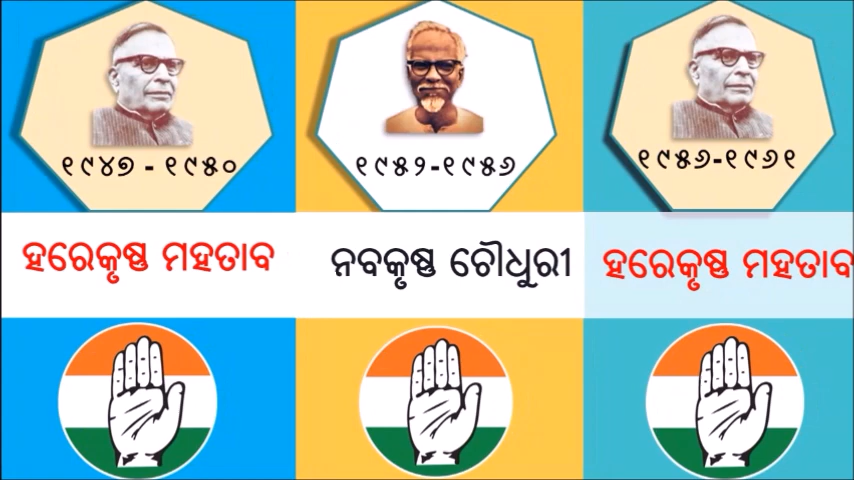 ୧୯୪୭ - ୧୯୫୦
୧୯୫୨-୧୯୫୬
୧୯୫୬-୧୯୬୧
ହରେକୃଷ୍ଣ ମହତାବ
ନବକୃଷ୍ଣ ଚୌଧୁରୀ
ହରେକୃଷ୍ଣ ମହତାବ